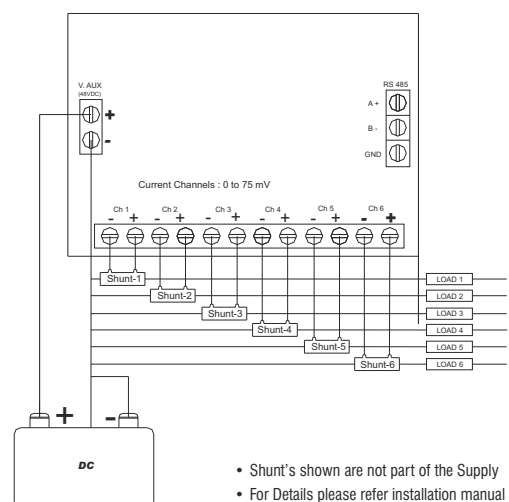 V. AUX
(48VDC)
+
-
RS 485
A +
B -
GND
Current Channels : 0 to 75 mV
Ch 1 Ch 2 Ch 3 Ch 4 Ch 5 Ch 6
- + - + - + - + - + - +
Shunt-1 LOAD 1
Shunt-2 LOAD 2
Shunt-3 LOAD 3
Shunt-4 LOAD 4
Shunt-5 LOAD 5
Shunt-6 LOAD 6
+ -
DC
• Shunt's shown are not part of the Supply
• For Details please refer installation manual